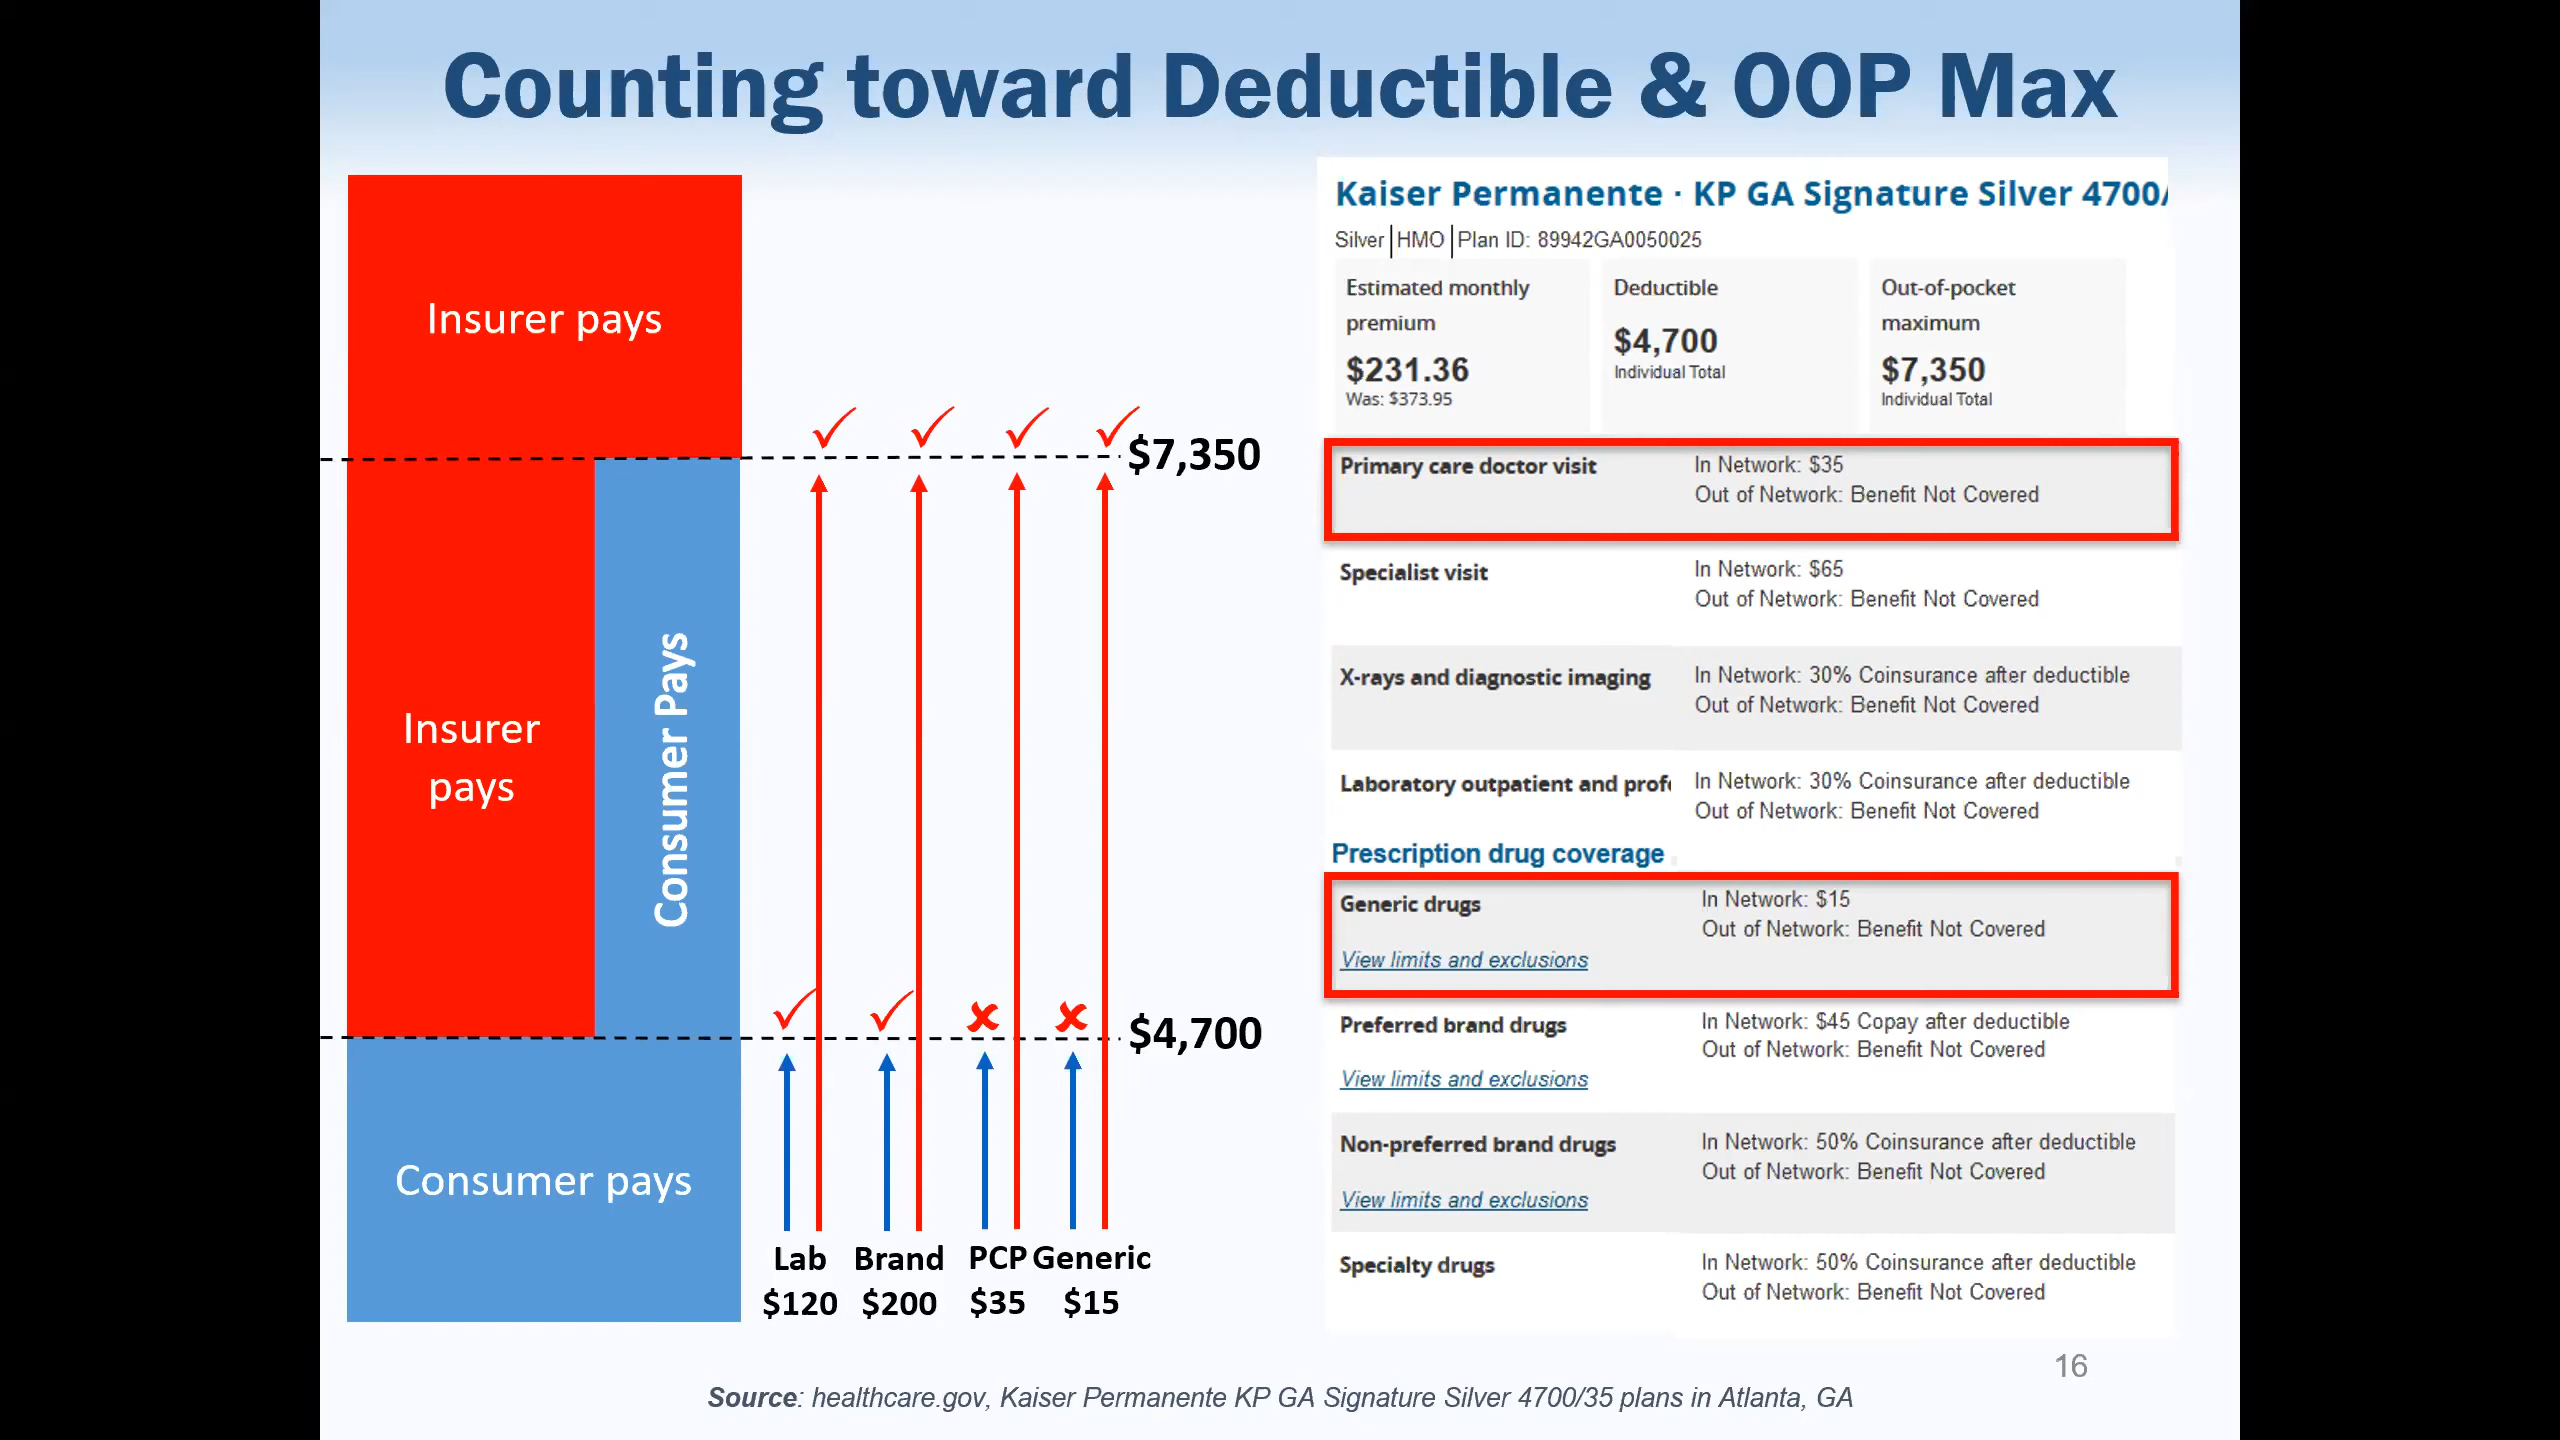 Counting toward Deductible & OOP Max
Insurer pays
Insurer
pays
Consumer Pays
Consumer pays
$7,350
$4,700
Lab Brand PCP Generic
$120 $200 $35 $15
Kaiser Permanente · KP GA Signature Silver 4700/
Silver | HMO | Plan ID: 89942GA0050025
Estimated monthly
premium
$231.36
Was: $373.95
Deductible
$4,700
Individual Total
Out-of-pocket
maximum
$7,350
Individual Total
Primary care doctor visit In Network: $35
Out of Network: Benefit Not Covered
Specialist visit In Network: $65
Out of Network: Benefit Not Covered
X-rays and diagnostic imaging In Network: 30% Coinsurance after deductible
Out of Network: Benefit Not Covered
Laboratory outpatient and prof In Network: 30% Coinsurance after deductible
Out of Network: Benefit Not Covered
Prescription drug coverage
Generic drugs In Network: $15
Out of Network: Benefit Not Covered
View limits and exclusions
Preferred brand drugs In Network: $45 Copay after deductible
Out of Network: Benefit Not Covered
View limits and exclusions
Non-preferred brand drugs In Network: 50% Coinsurance after deductible
Out of Network: Benefit Not Covered
View limits and exclusions
Specialty drugs In Network: 50% Coinsurance after deductible
Out of Network: Benefit Not Covered
16
Source: healthcare.gov, Kaiser Permanente KP GA Signature Silver 4700/35 plans in Atlanta, GA